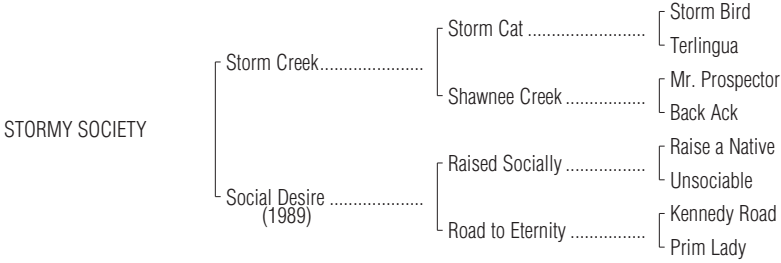 Storm Bird
Storm Cat ..........................
Terlingua
Storm Creek......................
Mr. Prospector
Shawnee Creek .................
Back Ack
STORMY SOCIETY
Raise a Native
Raised Socially .................
Unsociable
Social Desire ....................
(1989)
Kennedy Road
Road to Eternity ................
Prim Lady